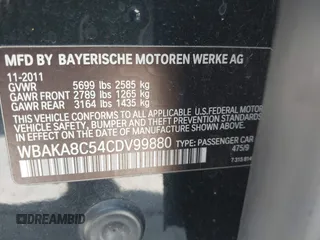 MFD BY BAYERISCHE MOTOREN WERKE AG
11-2011
GVWR 5699 lbs 2585 kg
GAWR FRONT 2789 lbs 1265 kg
GAWR REAR 3164 lbs 1435 kg
THIS VEHICLE CONFORMS TO ALL APPLICABLE
U.S.FEDERAL
SAFETY, BUMPER AND THEFT PREVENTION
STANDARDS IN EFFECT ON THE DATE OF
MANUFACTURE SHOWN ABOVE.
WBAKA8C54CDV99880 TYPE: PASSENGER CAR
475/9
DREAMBID